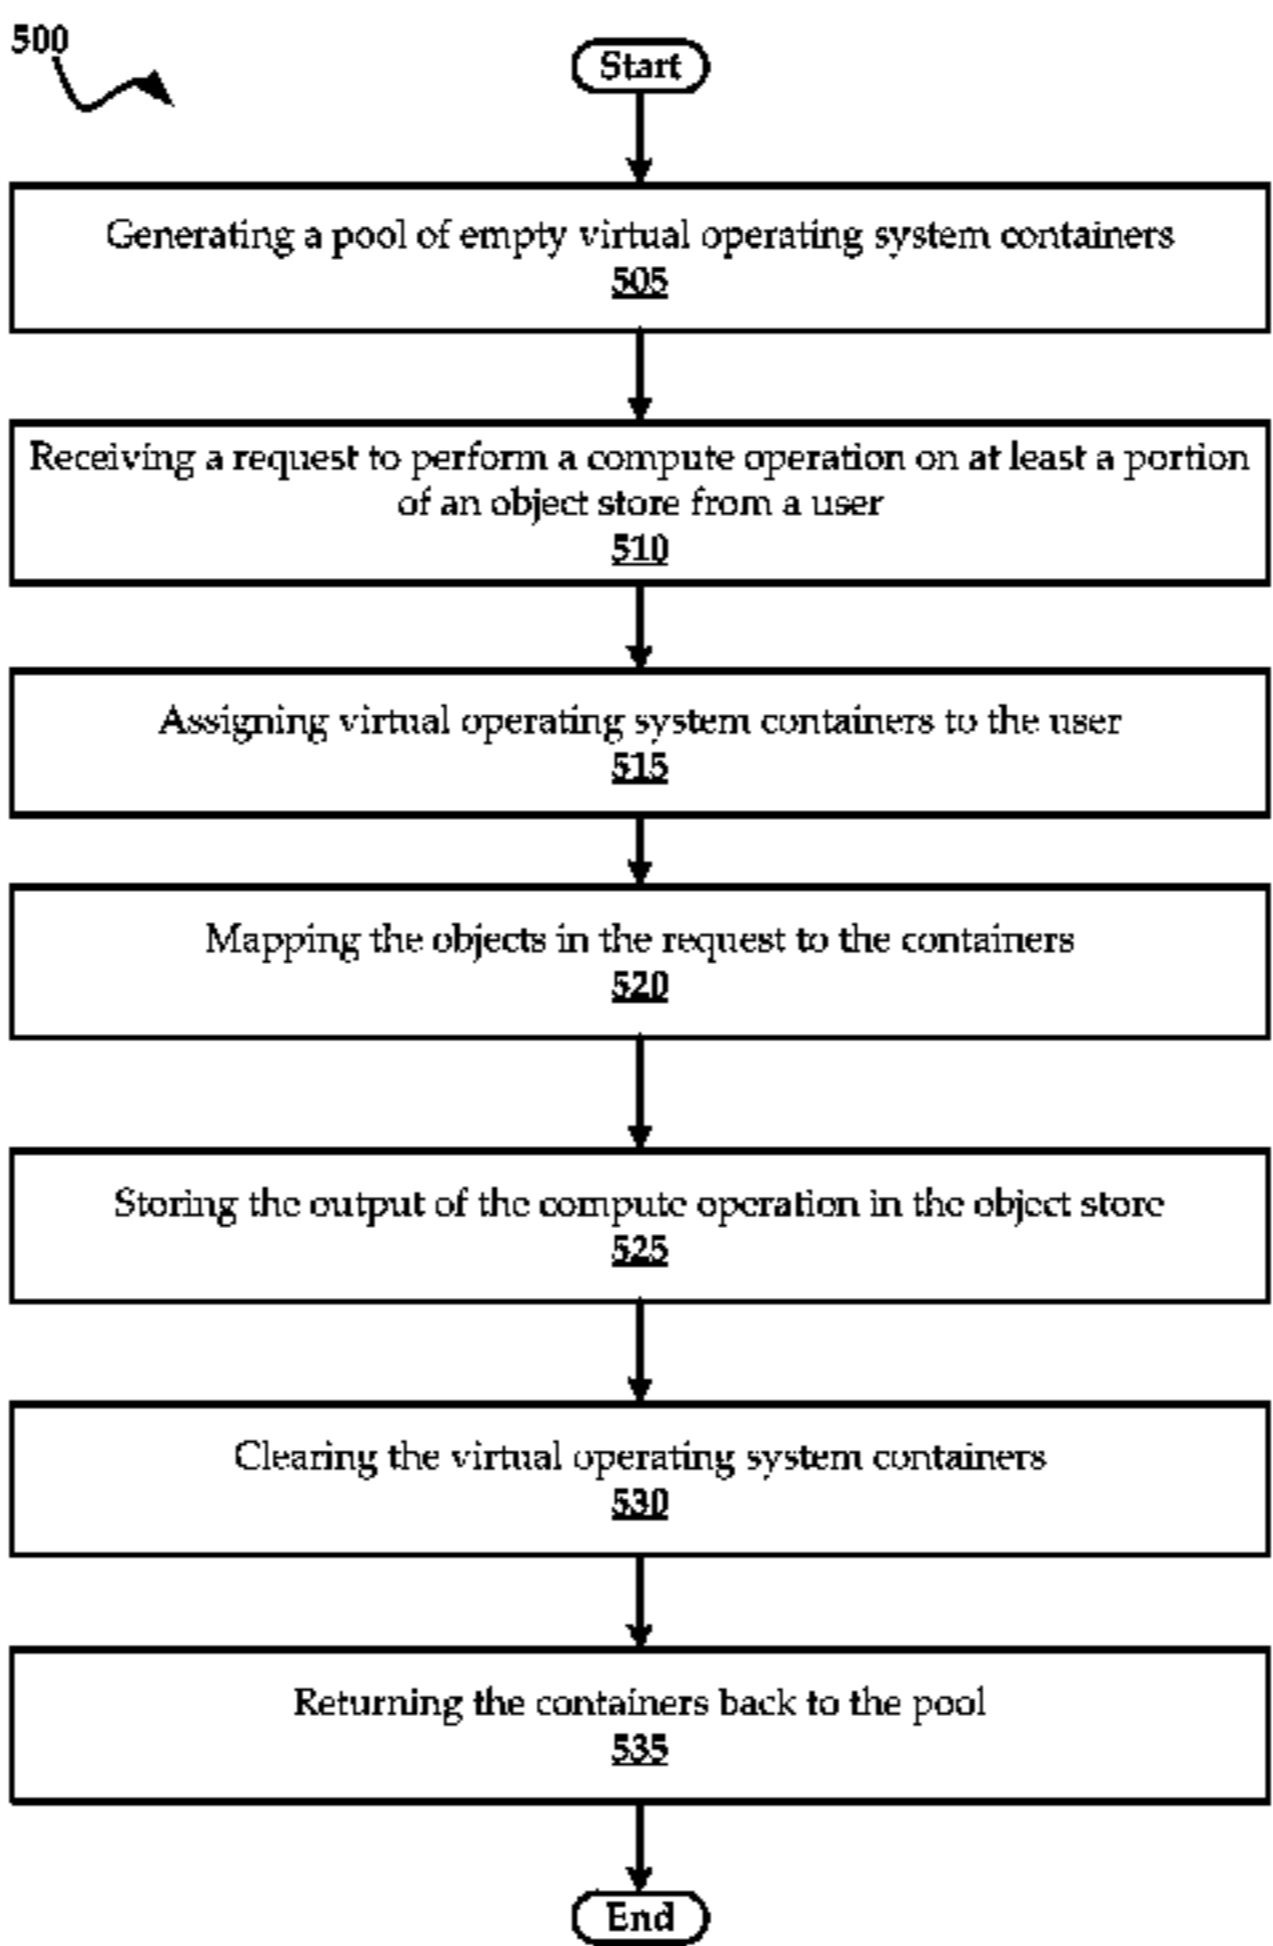 500
Start
Generating a pool of empty virtual operating system containers
505
Receiving a request to perform a compute operation on at least a portion
of an object store from a user
510
Assigning virtual operating system containers to the user
515
Mapping the objects in the request to the containers
520
Storing the output of the compute operation in the object store
525
Clearing the virtual operating system containers
530
Returning the containers back to the pool
535
End